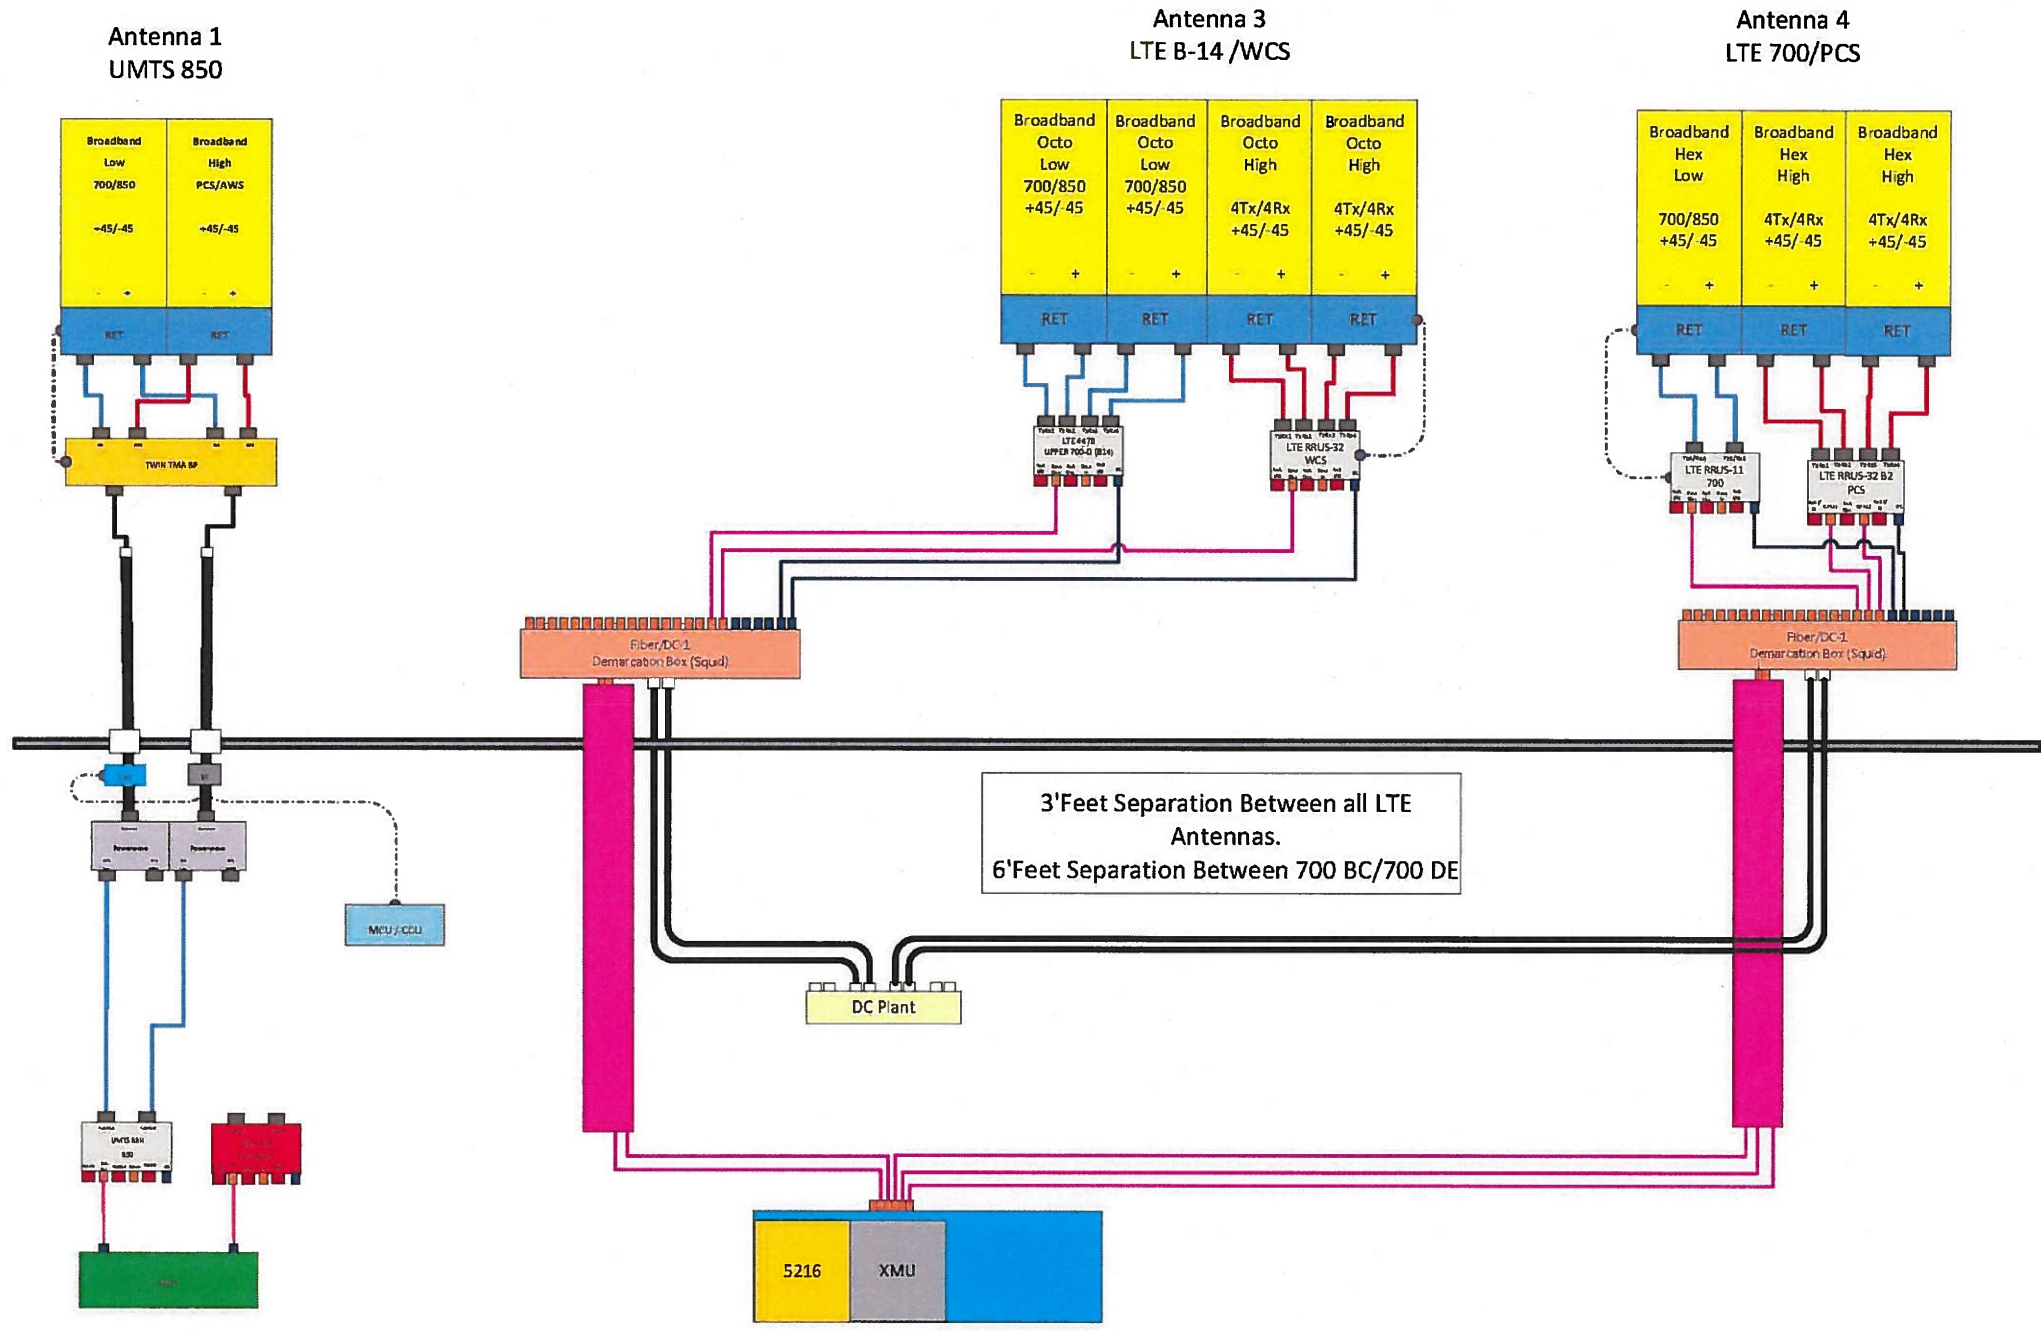 Antenna 1
UMTS 850
Antenna 3
LTE B-14 /WCS
Antenna 4
LTE 700/PCS
Broadband
Low
700/850
+45/-45
- +
Broadband
High
PCS/AWS
+45/-45
- +
RET
RET
TWIN TMA BP
Broadband
Octo
Low
700/850
+45/-45
- +
Broadband
Octo
Low
700/850
+45/-45
- +
Broadband
Octo
High
4Tx/4Rx
+45/-45
- +
Broadband
Octo
High
4Tx/4Rx
+45/-45
- +
RET
RET
RET
RET
LTE 4478
UPPER 700-D (B14)
LTE RRUS-32
WCS
Broadband
Hex
Low
700/850
+45/-45
- +
Broadband
Hex
High
4Tx/4Rx
+45/-45
- +
Broadband
Hex
High
4Tx/4Rx
+45/-45
- +
RET
RET
RET
LTE RRUS-11
700
LTE RRUS-32 B2
PCS
Fiber/DC-1
Demarcation Box (Squid)
Fiber/DC-1
Demarcation Box (Squid)
3'Feet Separation Between all LTE
Antennas.
6'Feet Separation Between 700 BC/700 DE
Powerwave
Powerwave
MCU / CCU
DC Plant
UMTS RRH
850
5216
XMU